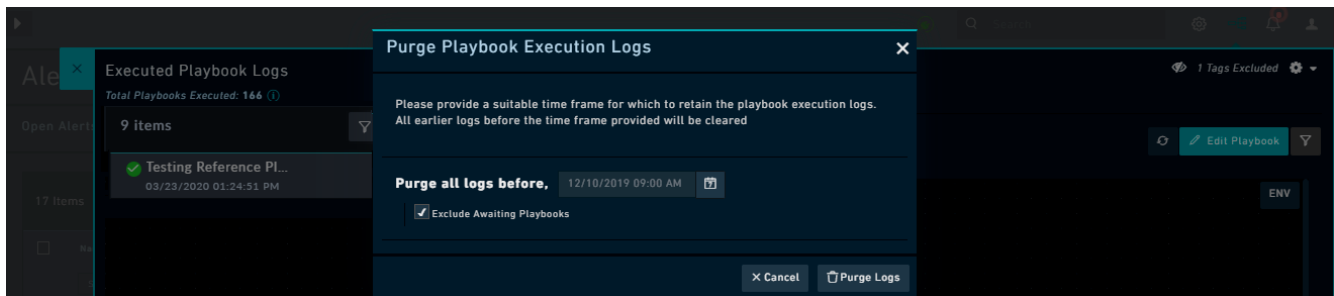 Search
Ale
Executed Playbook Logs
Total Playbooks Executed: 166
Open Alerts
9 items
Testing Reference Pl...
03/23/2020 01:24:51 PM
17 Items
Purge Playbook Execution Logs
Please provide a suitable time frame for which to retain the playbook execution logs.
All earlier logs before the time frame provided will be cleared
Purge all logs before, 12/10/2019 09:00 AM
Exclude Awaiting Playbooks
Cancel Purge Logs
1 Tags Excluded
Edit Playbook
ENV